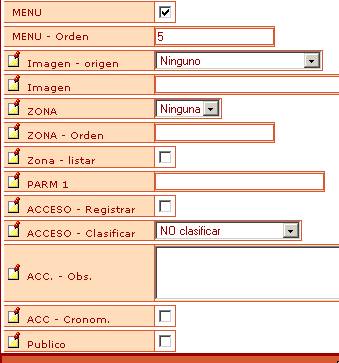 MENU
MENU - Orden 5
Imagen - origen Ninguno
Imagen
ZONA Ninguna
ZONA - Orden
Zona - listar
PARM 1
ACCESO - Registrar
ACCESO - Clasificar NO clasificar
ACC. - Obs.
ACC - Cronom.
Publico